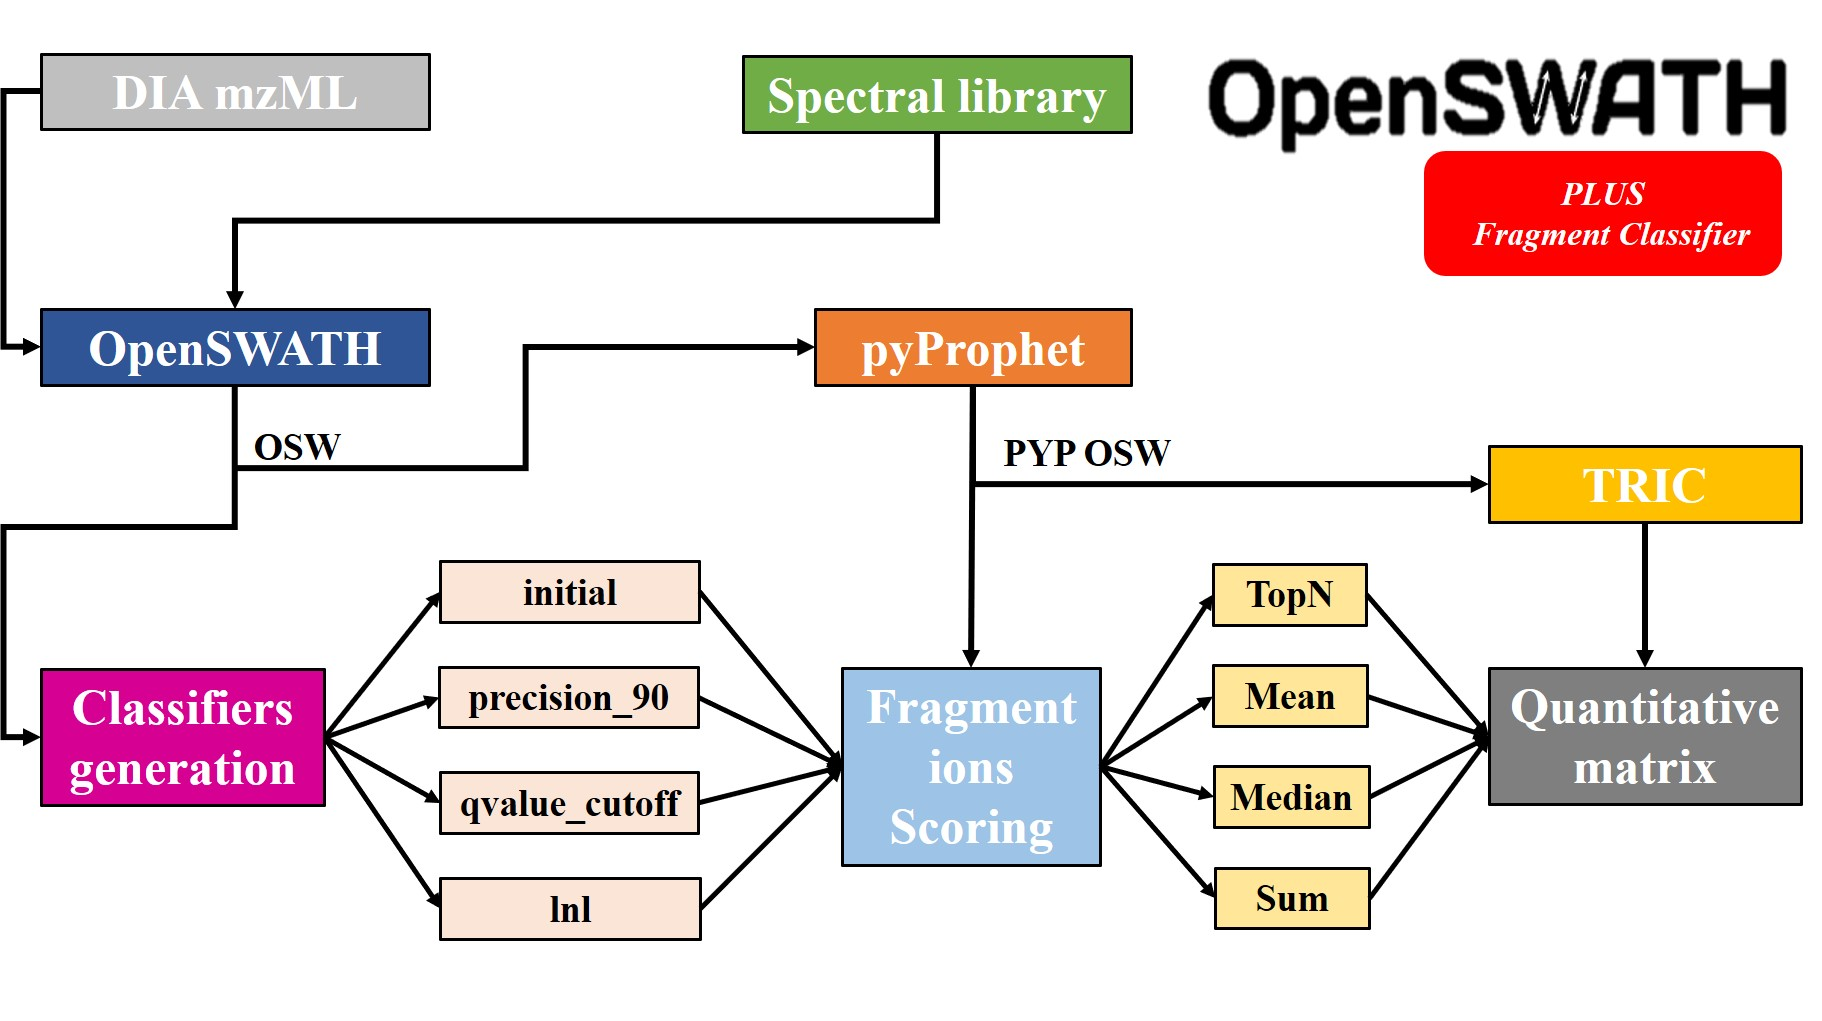 DIA mzML
Spectral library
OpenSWATH
PLUS
Fragment Classifier
OpenSWATH
pyProphet
OSW
PYP OSW
TRIC
initial
TopN
precision_90
Mean
Classifiers
generation
Fragment
ions
Scoring
Quantitative
matrix
qvalue_cutoff
Median
lnl
Sum